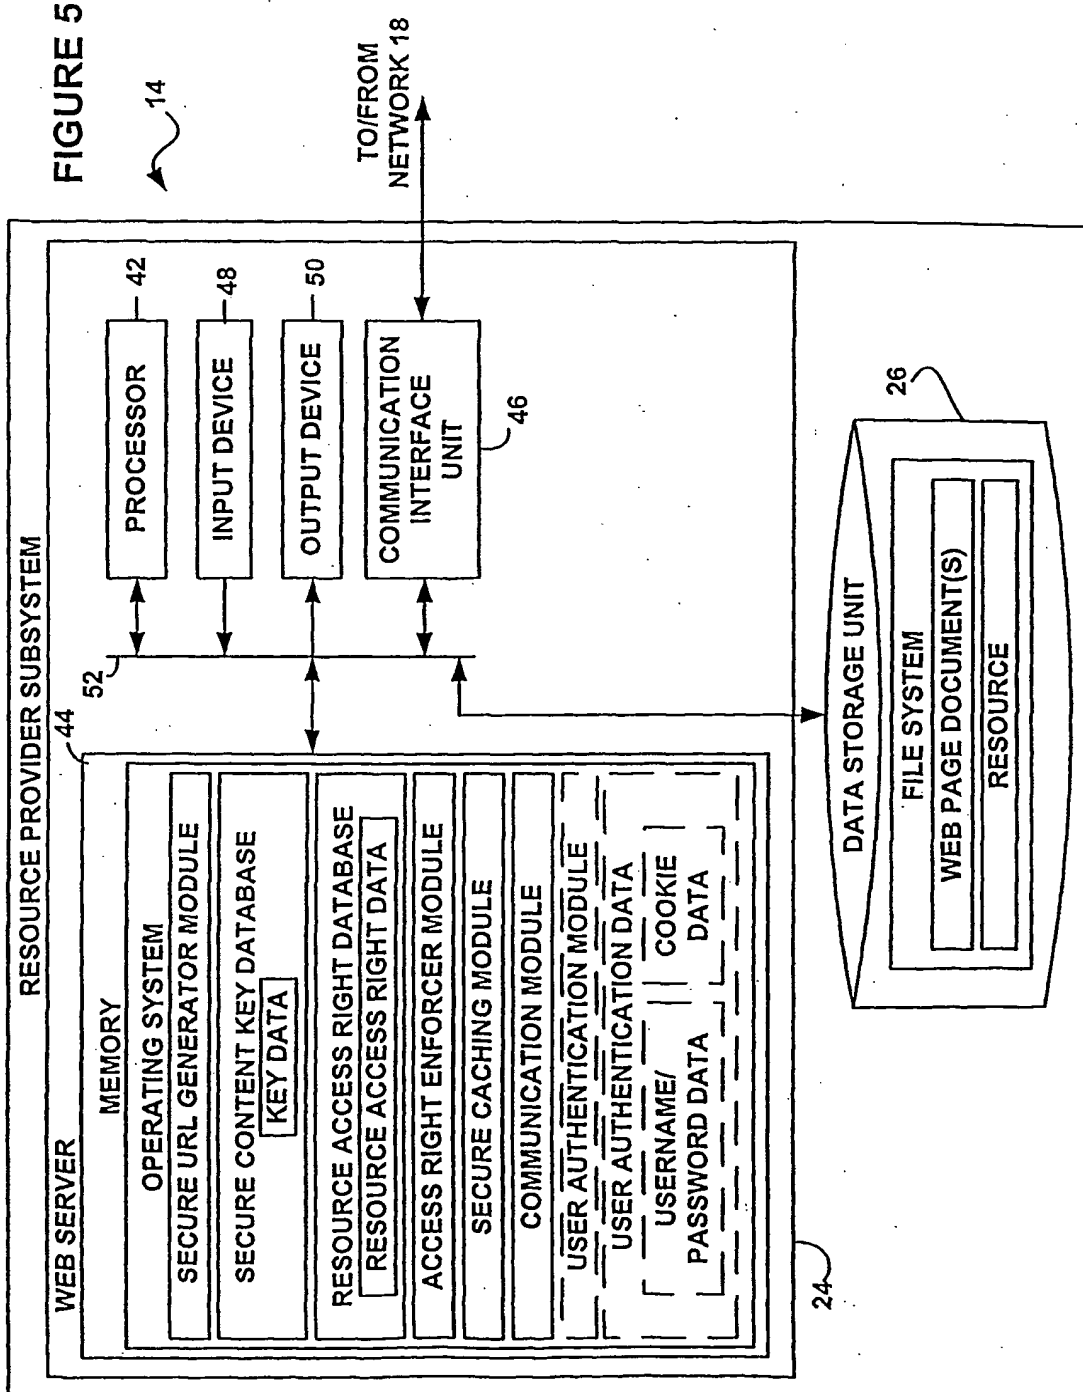 FIGURE 5
14
RESOURCE PROVIDER SUBSYSTEM
WEB SERVER
44
MEMORY
OPERATING SYSTEM
SECURE URL GENERATOR MODULE
SECURE CONTENT KEY DATABASE
KEY DATA
RESOURCE ACCESS RIGHT DATABASE
RESOURCE ACCESS RIGHT DATA
ACCESS RIGHT ENFORCER MODULE
SECURE CACHING MODULE
COMMUNICATION MODULE
USER AUTHENTICATION MODULE
USER AUTHENTICATION DATA
USERNAME/
PASSWORD DATA
COOKIE
DATA
24
52
PROCESSOR
42
INPUT DEVICE
48
OUTPUT DEVICE
50
COMMUNICATION
INTERFACE
UNIT
46
TO/FROM
NETWORK 18
DATA STORAGE UNIT
26
FILE SYSTEM
WEB PAGE DOCUMENT(S)
RESOURCE